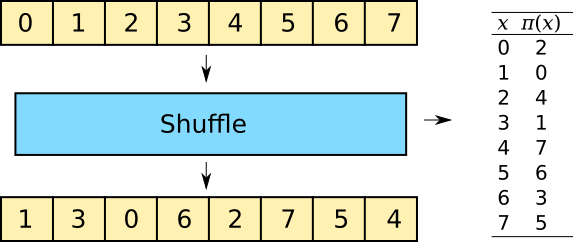 0 1 2 3 4 5 6 7
Shuffle
1 3 0 6 2 7 5 4
x π(x)
0 2
1 0
2 4
3 1
4 7
5 6
6 3
7 5